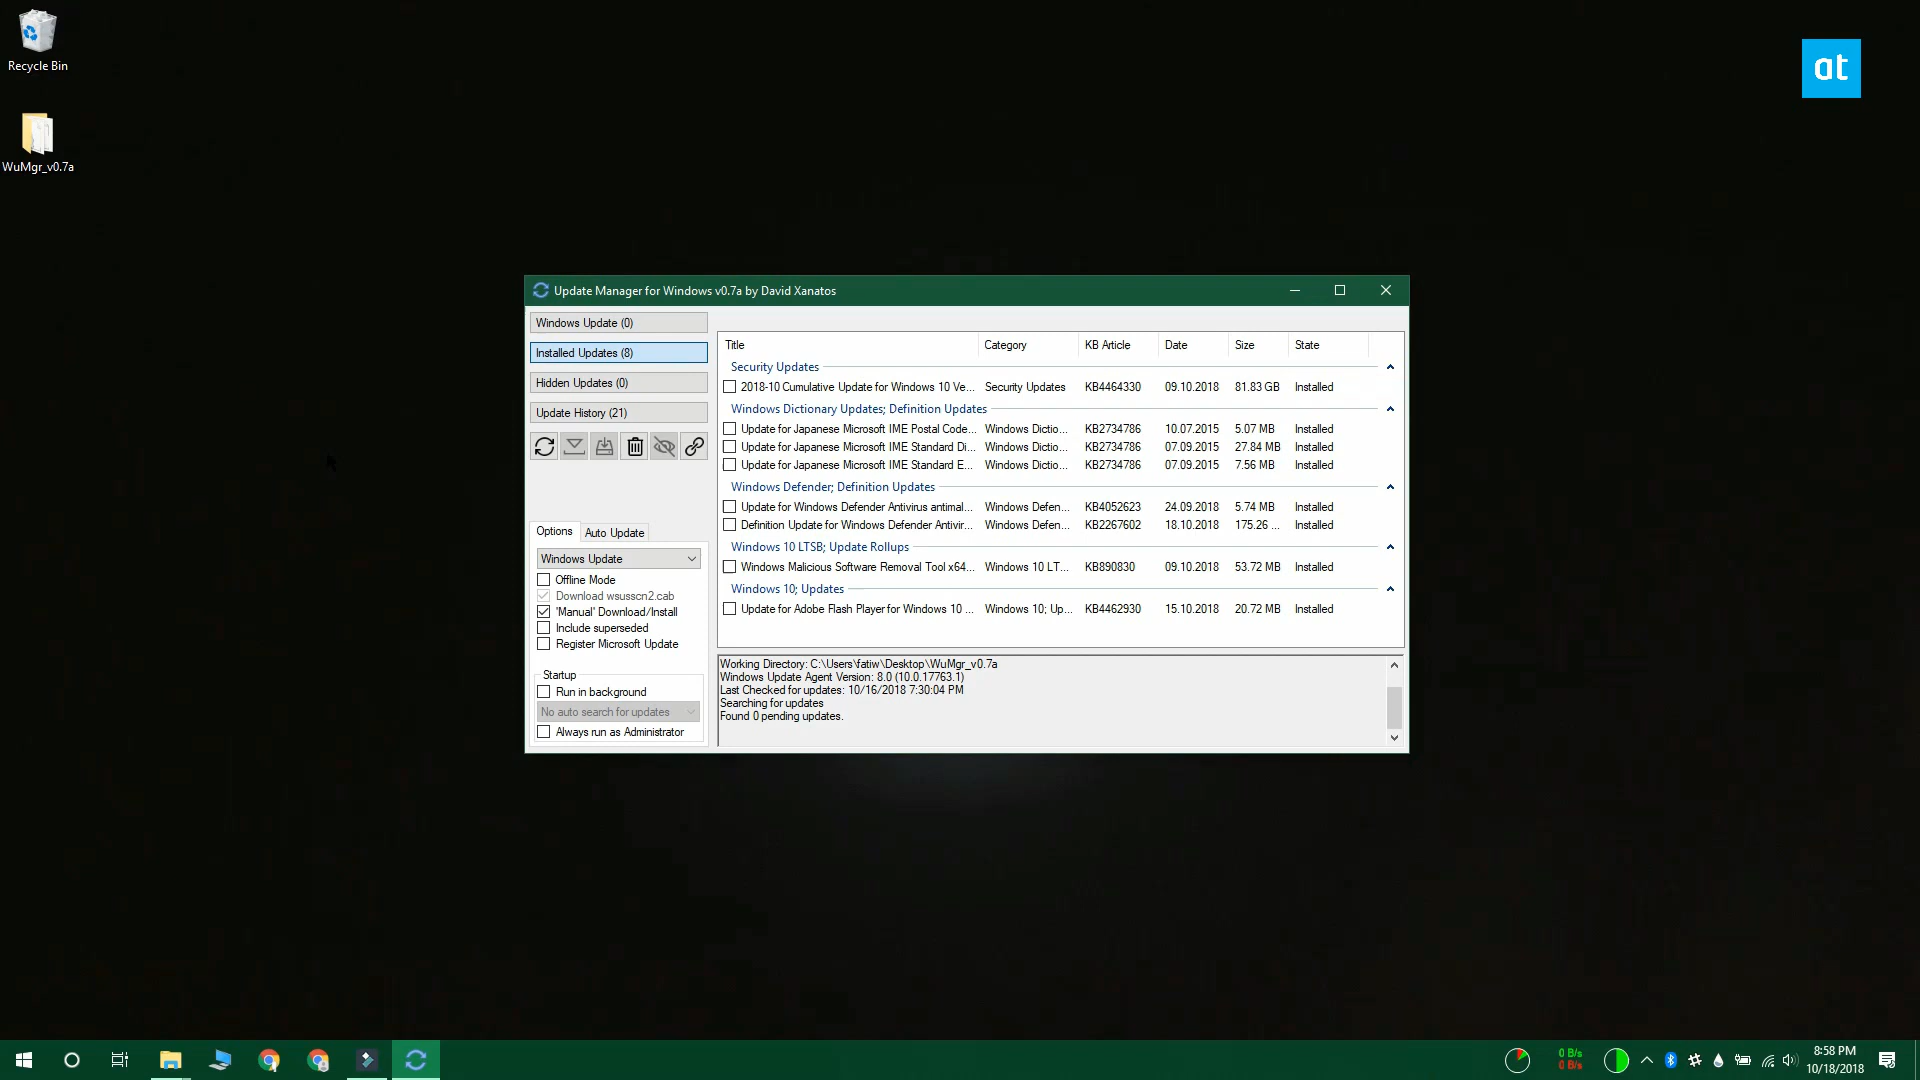 Recycle Bin
WuMgr_v0.7a
at
Update Manager for Windows v0.7a by David Xanatos
Windows Update (0)
Installed Updates (8)
Hidden Updates (0)
Update History (21)
Options
Auto Update
Windows Update
Offline Mode
Download wsusscn2.cab
'Manual' Download/Install
Include superseded
Register Microsoft Update
Startup
Run in background
No auto search for updates
Always run as Administrator
Title Category KB Article Date Size State
Security Updates
2018-10 Cumulative Update for Windows 10 Ve... Security Updates KB4464330 09.10.2018 81.83 GB Installed
Windows Dictionary Updates; Definition Updates
Update for Japanese Microsoft IME Postal Code... Windows Dictio... KB2734786 10.07.2015 5.07 MB Installed
Update for Japanese Microsoft IME Standard Di... Windows Dictio... KB2734786 07.09.2015 27.84 MB Installed
Update for Japanese Microsoft IME Standard E... Windows Dictio... KB2734786 07.09.2015 7.56 MB Installed
Windows Defender; Definition Updates
Update for Windows Defender Antivirus antimal... Windows Defen... KB4052623 24.09.2018 5.74 MB Installed
Definition Update for Windows Defender Antivir... Windows Defen... KB2267602 18.10.2018 175.26 ... Installed
Windows 10 LTSB; Update Rollups
Windows Malicious Software Removal Tool x64... Windows 10 LT... KB890830 09.10.2018 53.72 MB Installed
Windows 10; Updates
Update for Adobe Flash Player for Windows 10 ... Windows 10; Up... KB4462930 15.10.2018 20.72 MB Installed
Working Directory: C:\Users\fatiw\Desktop\WuMgr_v0.7a
Windows Update Agent Version: 8.0 (10.0.17763.1)
Last Checked for updates: 10/16/2018 7:30:04 PM
Searching for updates
Found 0 pending updates.
0 B/s
0 B/s
8:58 PM
10/18/2018